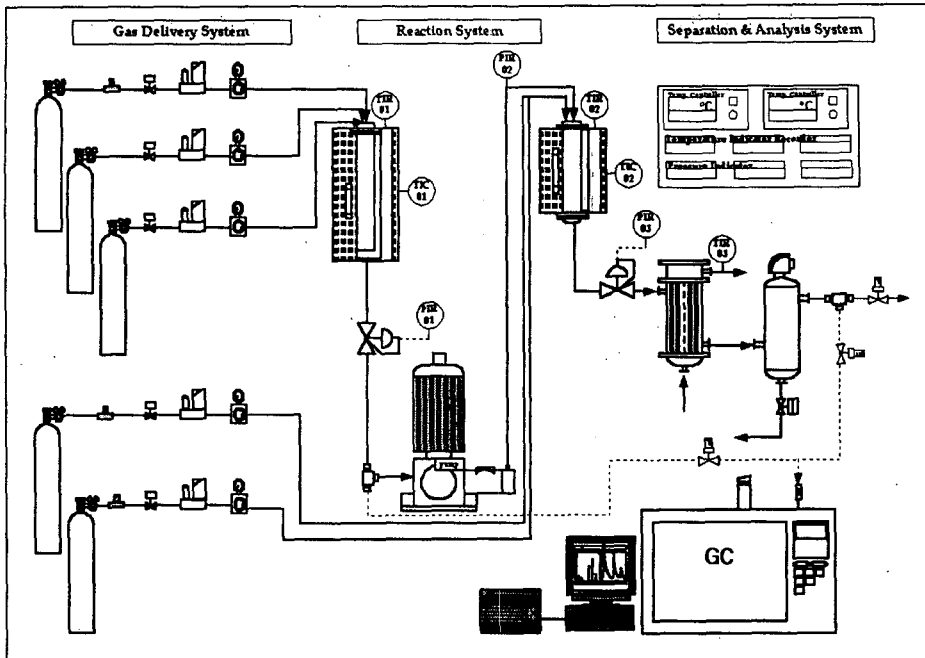 Gas Delivery System
Reaction System
Separation & Analysis System
PIR
02
TIR
01
TIR
02
Temp. Controller
°C
Temp. Controller
°C
Temperature Indicator Recorder
Pressure Indicator
TIC
01
TIC
02
PIR
03
TIR
03
PIR
01
Pump
GC